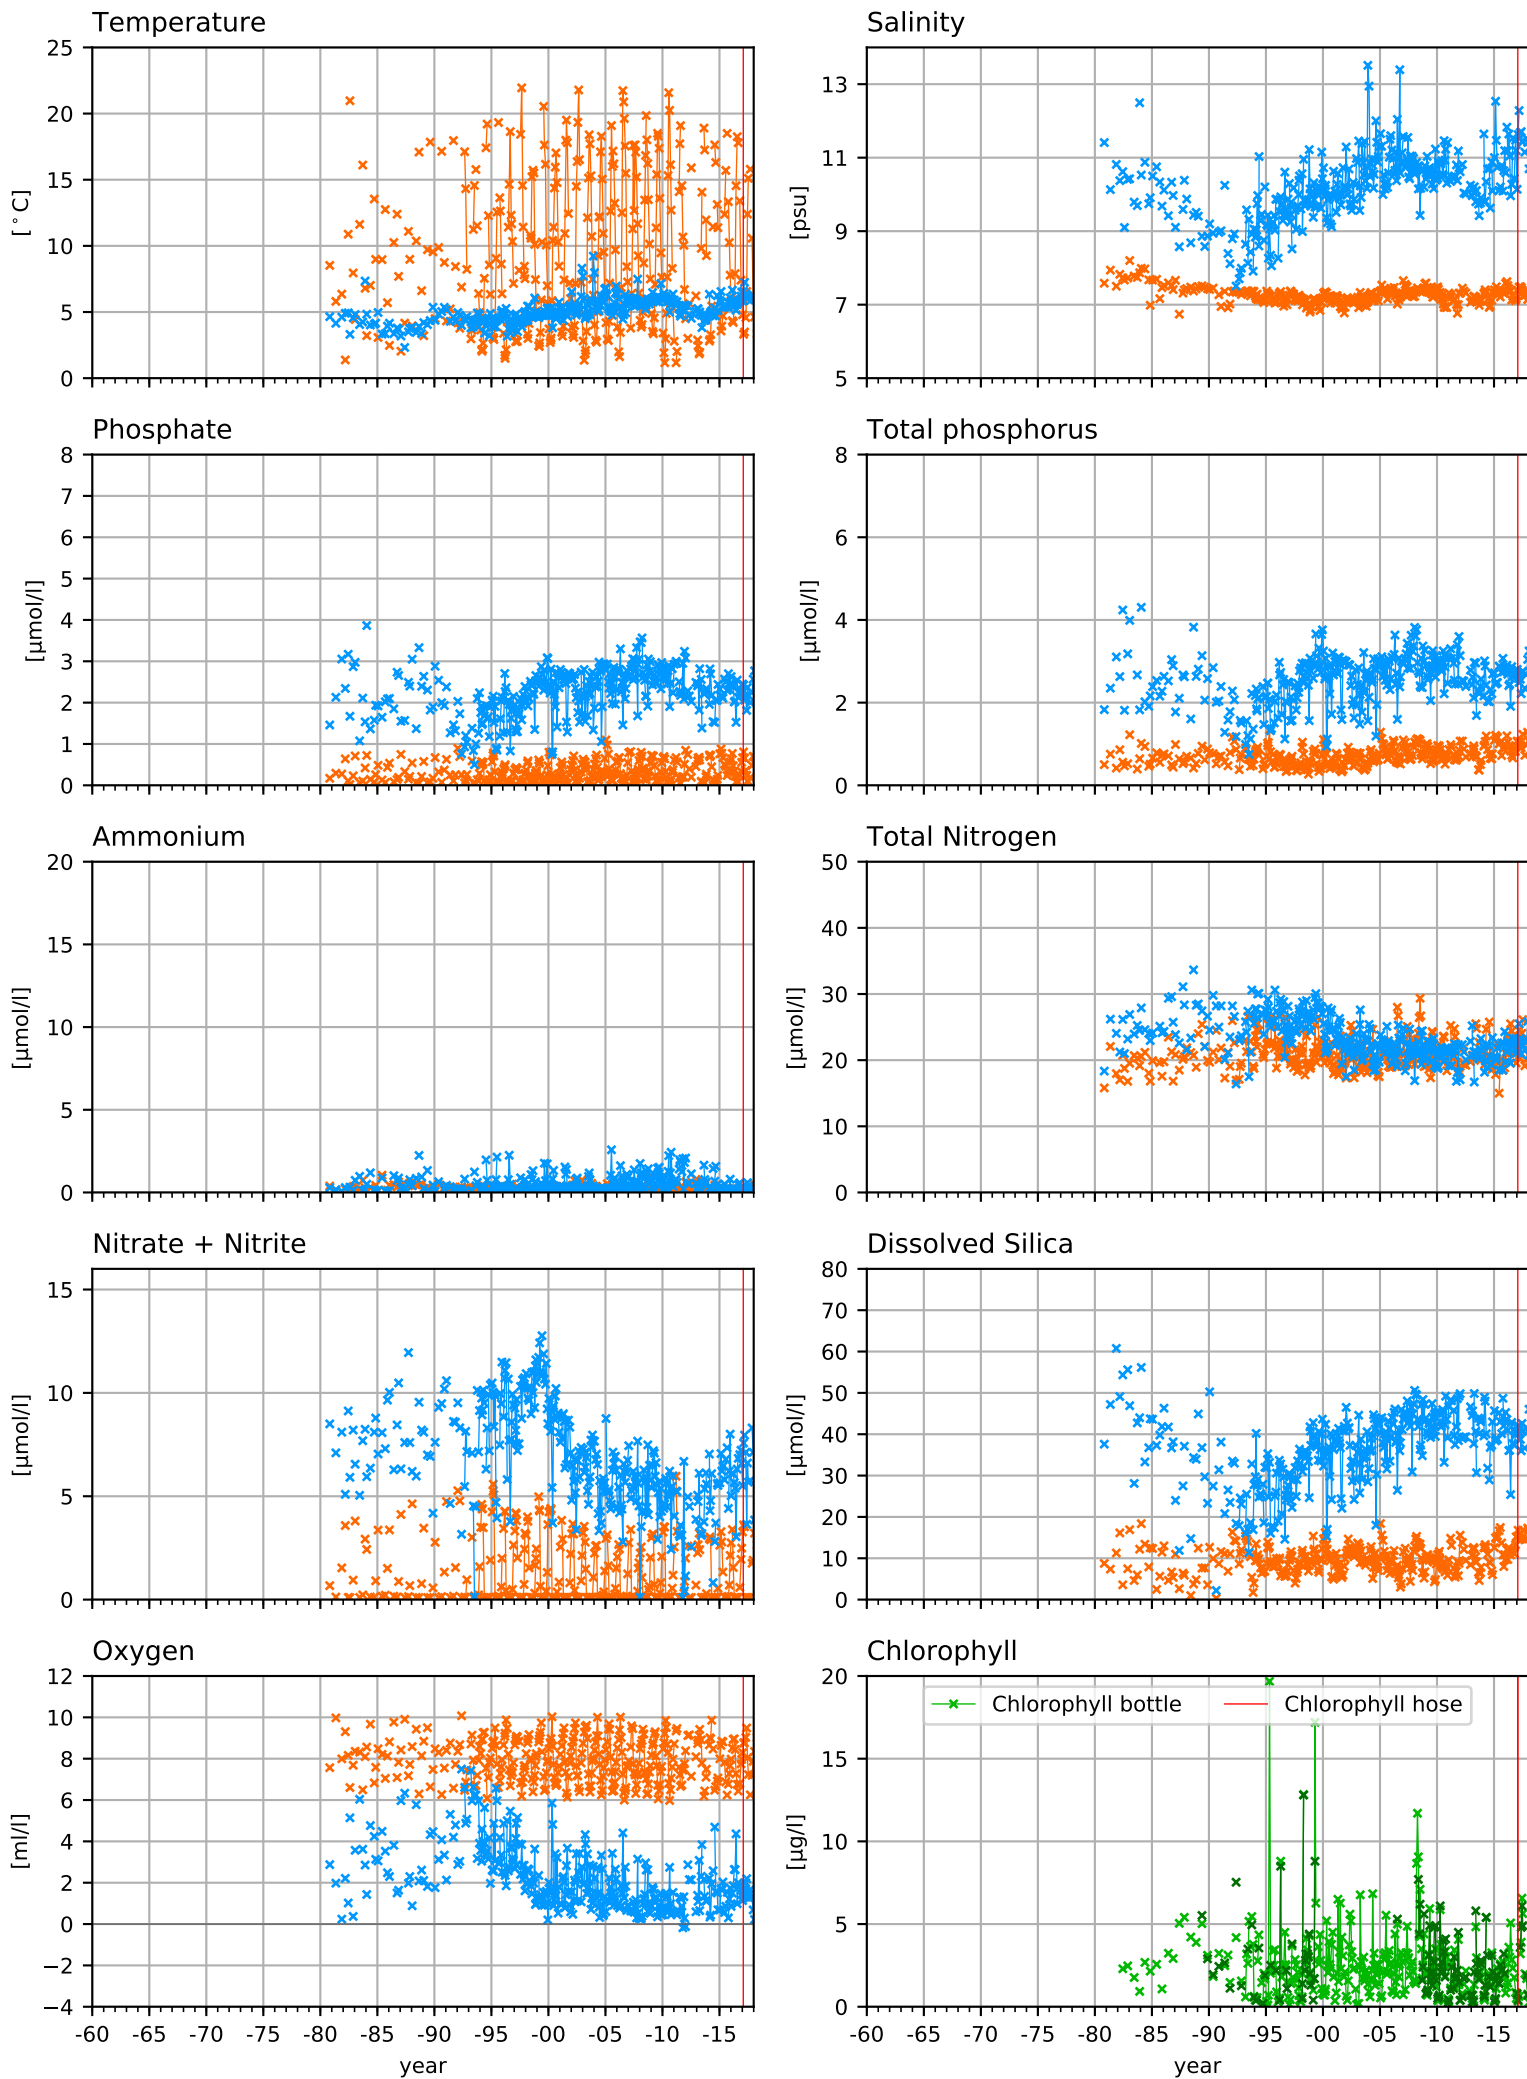 Temperature
Salinity
25
20
15
10
5
0
[°C]
13
11
9
7
5
[psu]
Phosphate
Total phosphorus
8
7
6
5
4
3
2
1
0
[µmol/l]
8
6
4
2
0
[µmol/l]
Ammonium
Total Nitrogen
20
15
10
5
0
[µmol/l]
50
40
30
20
10
0
[µmol/l]
Nitrate + Nitrite
Dissolved Silica
15
10
5
0
[µmol/l]
80
70
60
50
40
30
20
10
0
[µmol/l]
Oxygen
Chlorophyll
12
10
8
6
4
2
0
−2
−4
[ml/l]
20
15
10
5
0
[µg/l]
Chlorophyll bottle Chlorophyll hose
-60 -65 -70 -75 -80 -85 -90 -95 -00 -05 -10 -15
year
-60 -65 -70 -75 -80 -85 -90 -95 -00 -05 -10 -15
year